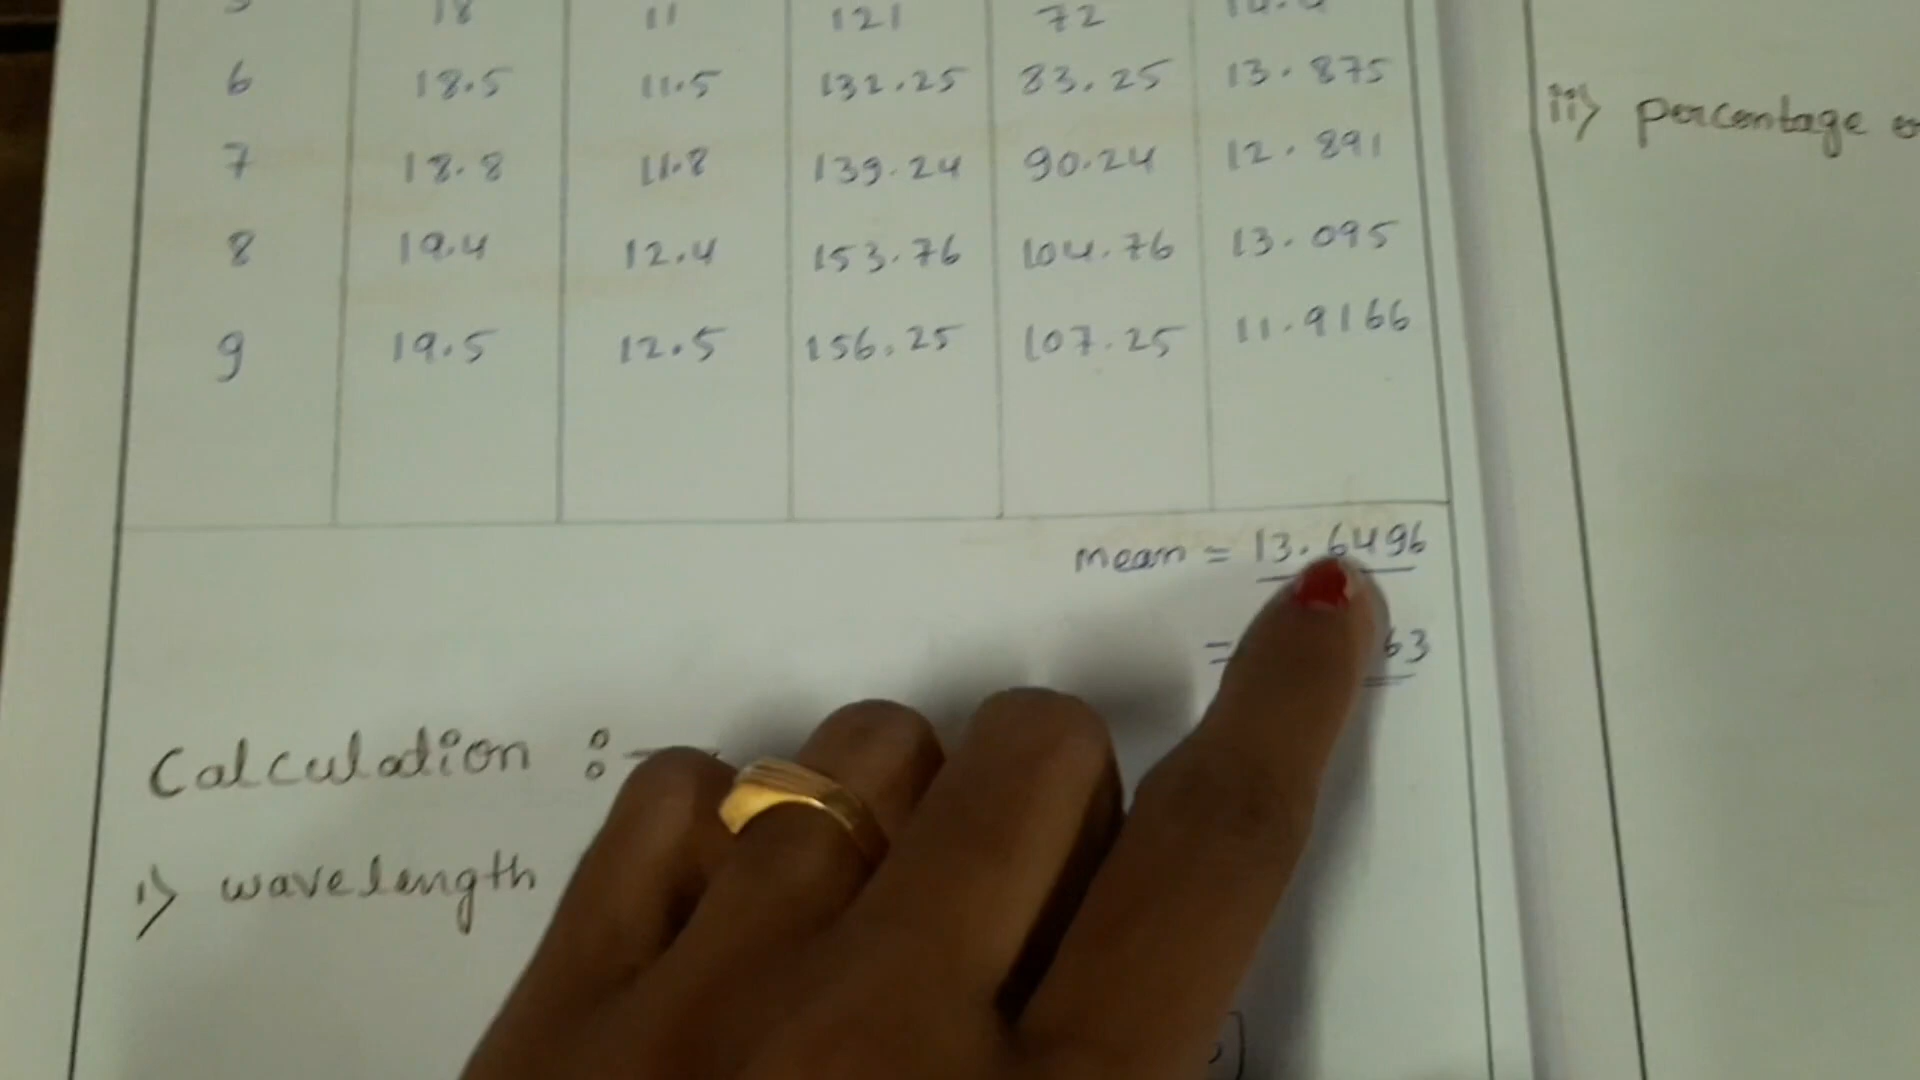 18 11 121 72
6 18.5 11.5 132.25 83.25 13.875
7 18.8 11.8 139.24 90.24 12.891
8 19.4 12.4 153.76 104.76 13.095
9 19.5 12.5 156.25 107.25 11.9166
mean = 13.6496
= 63
Calculation :-
i) wavelength
ii) percentage